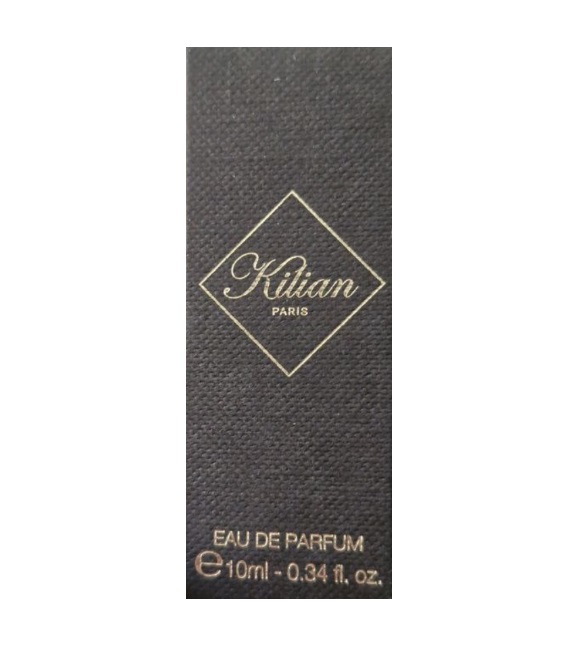 Kilian
PARIS
EAU DE PARFUM
℮10ml - 0.34 fl. oz.